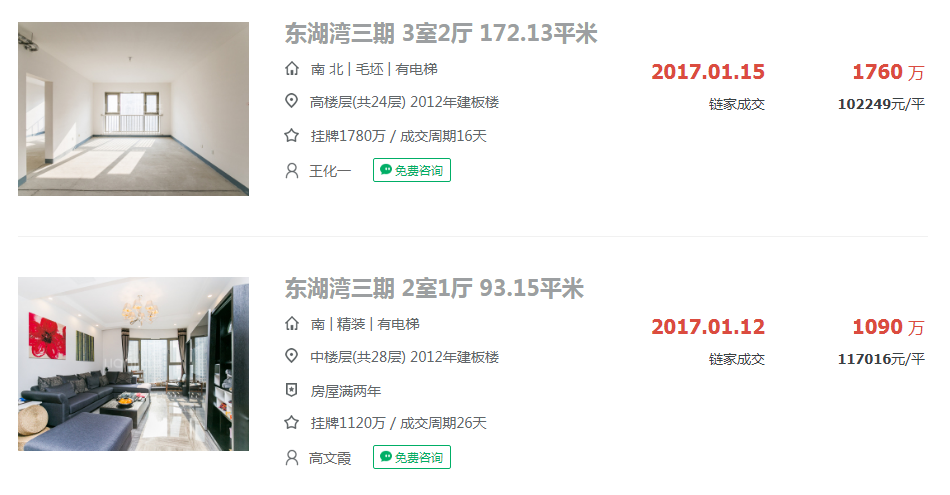 东湖湾三期 3室2厅 172.13平米
南 北 | 毛坯 | 有电梯
2017.01.15
1760 万
高楼层(共24层) 2012年建板楼
链家成交
102249元/平
挂牌1780万 / 成交周期16天
王化一
免费咨询
东湖湾三期 2室1厅 93.15平米
南 | 精装 | 有电梯
2017.01.12
1090 万
中楼层(共28层) 2012年建板楼
链家成交
117016元/平
房屋满两年
挂牌1120万 / 成交周期26天
高文霞
免费咨询